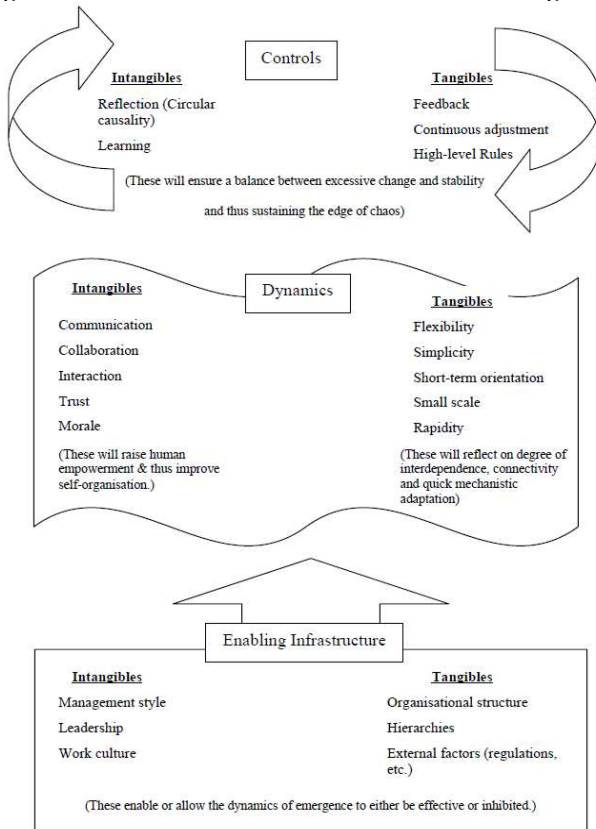 Controls
Intangibles
Reflection (Circular
causality)
Learning
Tangibles
Feedback
Continuous adjustment
High-level Rules
(These will ensure a balance between excessive change and stability
and thus sustaining the edge of chaos)
Dynamics
Intangibles
Communication
Collaboration
Interaction
Trust
Morale
(These will raise human
empowerment & thus improve
self-organisation.)
Tangibles
Flexibility
Simplicity
Short-term orientation
Small scale
Rapidity
(These will reflect on degree of
interdependence, connectivity
and quick mechanistic
adaptation)
Enabling Infrastructure
Intangibles
Management style
Leadership
Work culture
Tangibles
Organisational structure
Hierarchies
External factors (regulations,
etc.)
(These enable or allow the dynamics of emergence to either be effective or inhibited.)